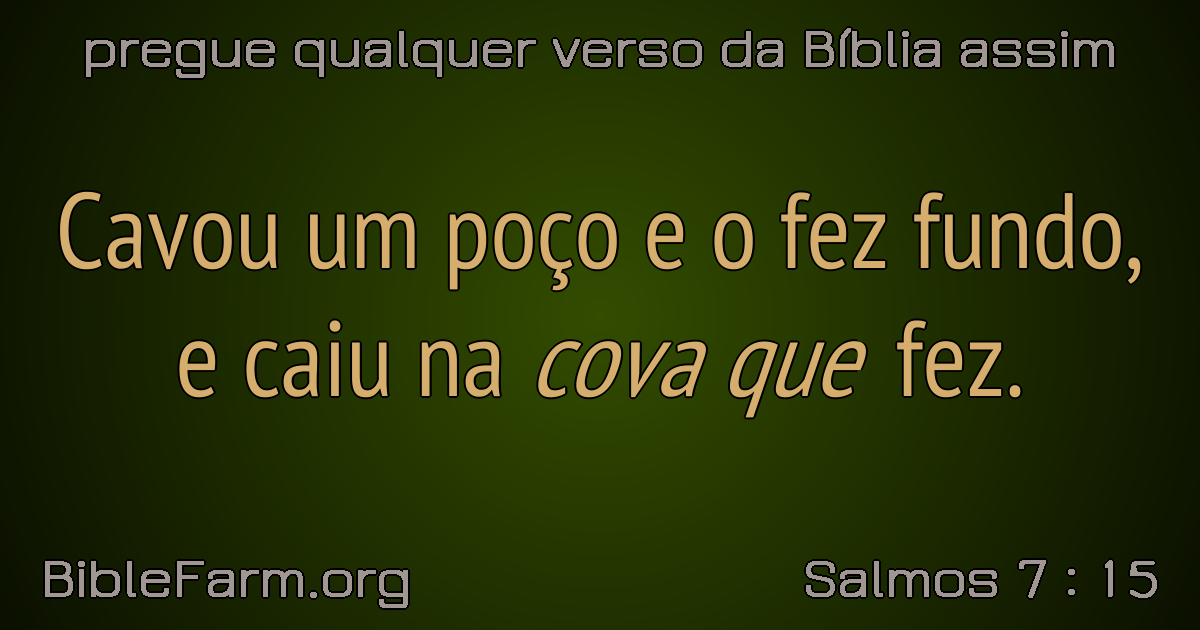 pregue qualquer verso da Bíblia assim
Cavou um poço e o fez fundo,
e caiu na cova que fez.
BibleFarm.org
Salmos 7 : 15